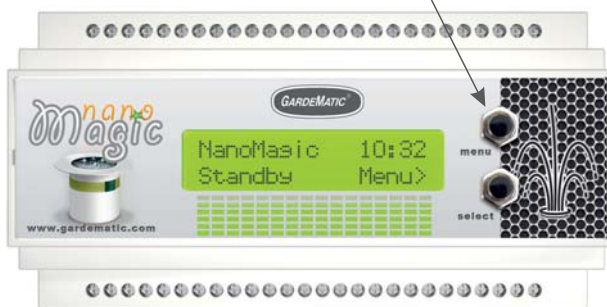 GARDEMATIC
nano
Magic
NanoMagic 10:32
Standby Menu>
menu
select
www.gardematic.com